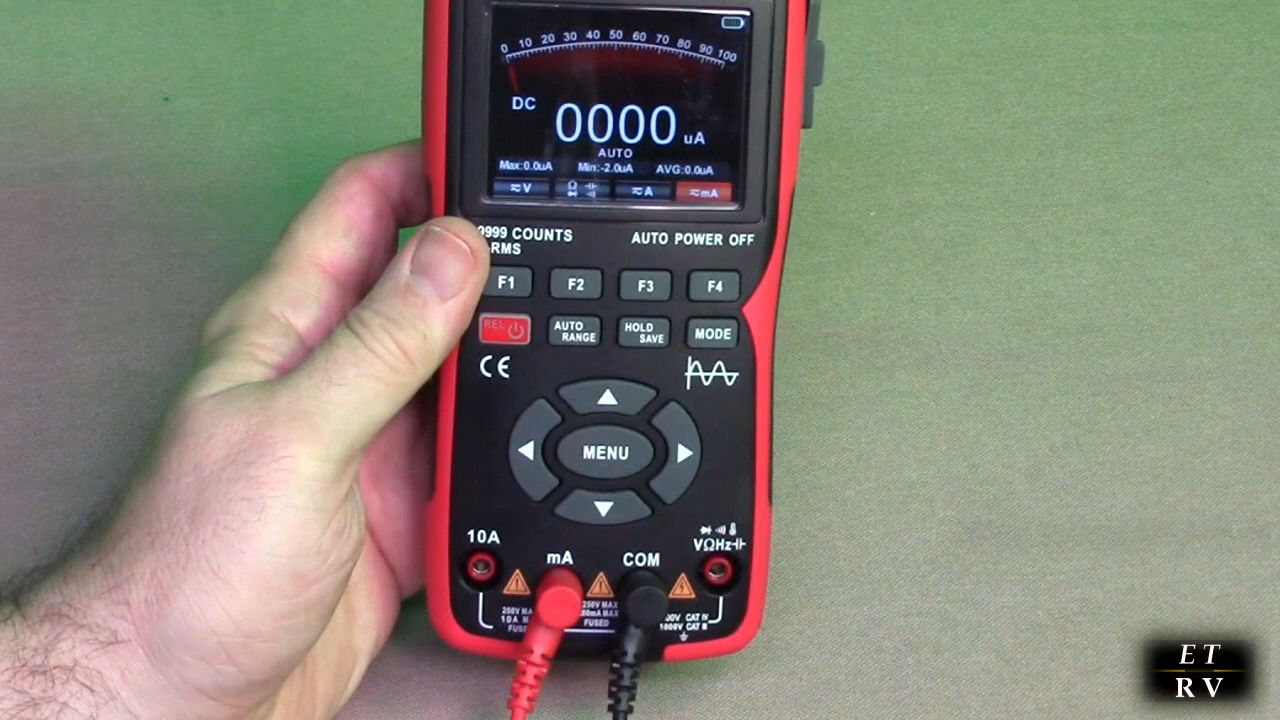 0 10 20 30 40 50 60 70 80 90 100
DC
0000 uA
AUTO
Max:0.0uA Min:-2.0uA AVG:0.0uA
≂V Ω ≂A ≂mA
9999 COUNTS
RMS
AUTO POWER OFF
F1 F2 F3 F4
REL
AUTO RANGE
HOLD SAVE
MODE
CE
MENU
10A
mA
COM
VΩHz
250V MAX
10A
FUSED
250V MAX
MAX
FUSED
CAT IV
1000V CAT III
ET
RV